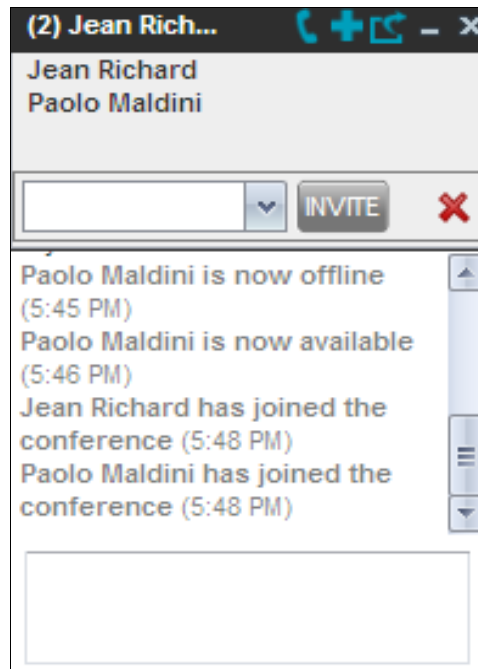 (2) Jean Rich...
Jean Richard
Paolo Maldini
INVITE
Paolo Maldini is now offline
(5:45 PM)
Paolo Maldini is now available
(5:46 PM)
Jean Richard has joined the
conference (5:48 PM)
Paolo Maldini has joined the
conference (5:48 PM)